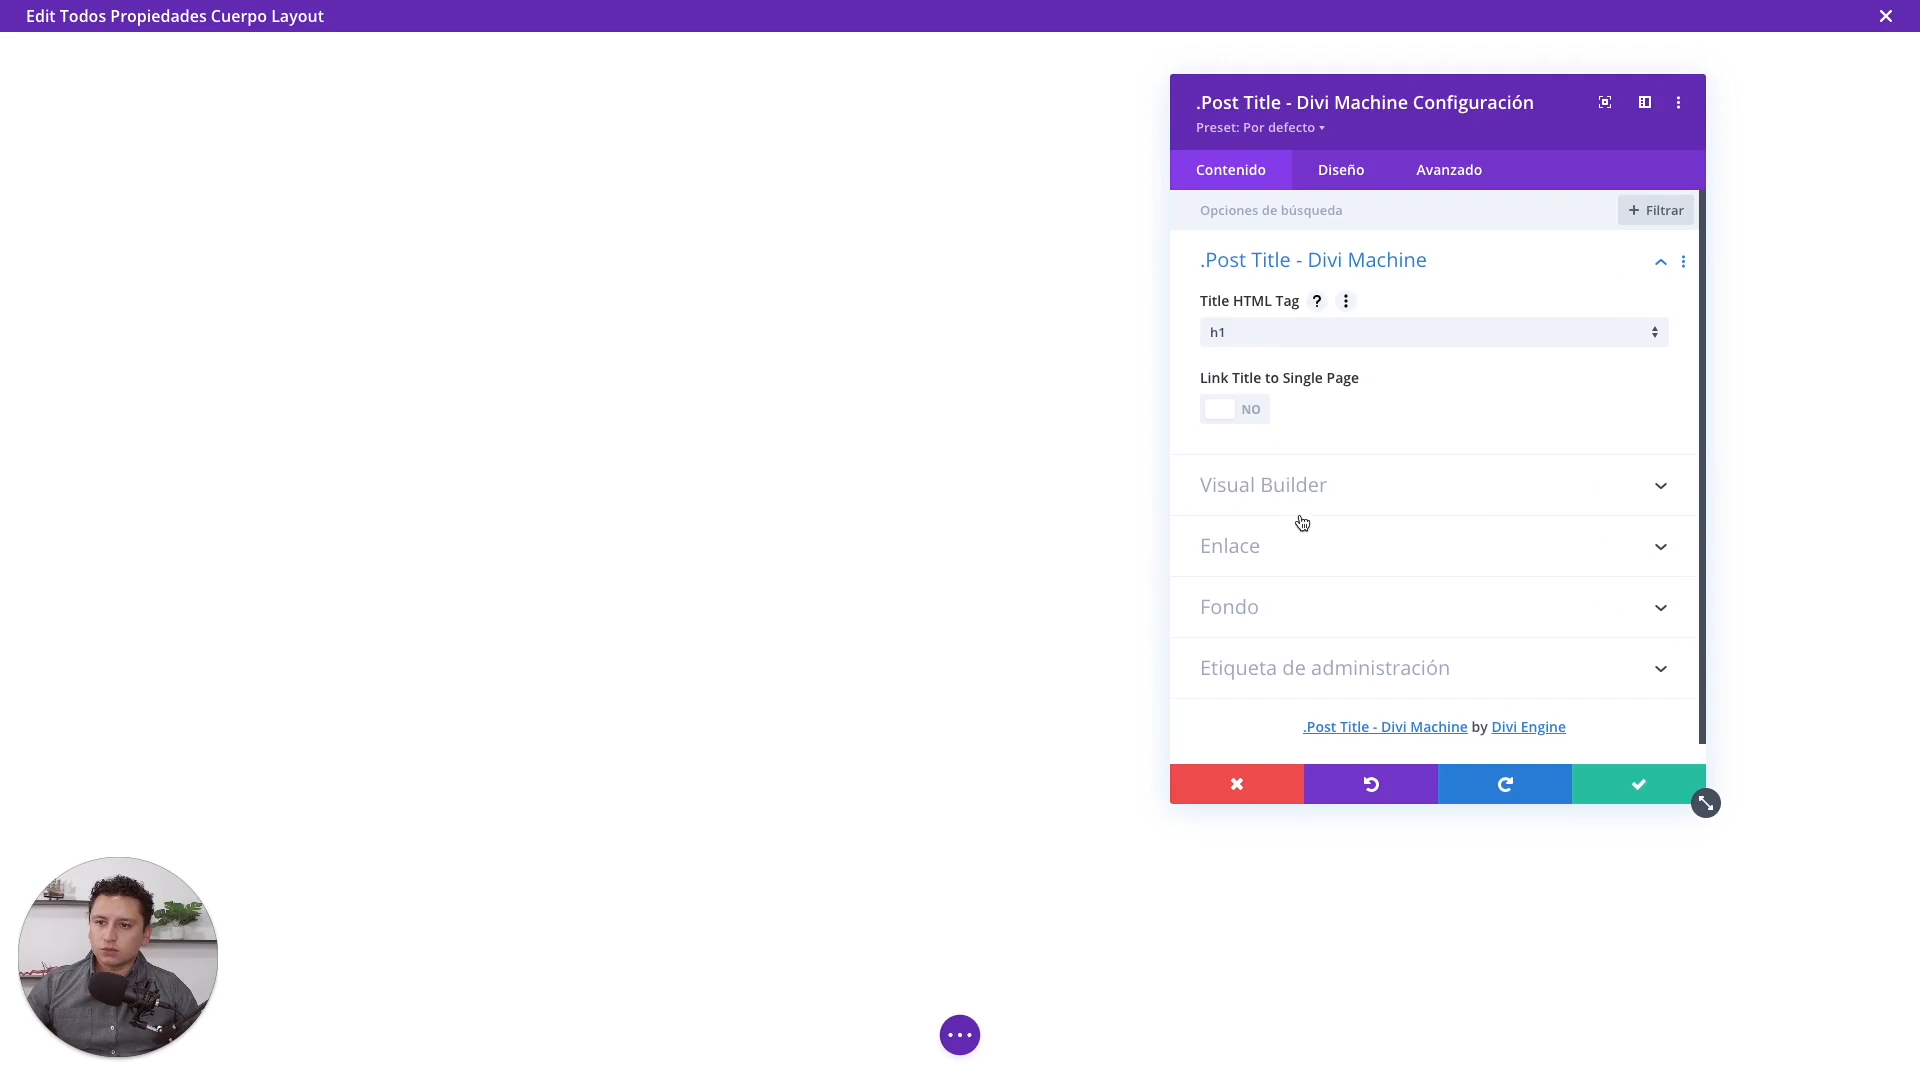 Edit Todos Propiedades Cuerpo Layout
.Post Title - Divi Machine Configuración
Preset: Por defecto
Contenido
Diseño
Avanzado
Opciones de búsqueda
+ Filtrar
.Post Title - Divi Machine
Title HTML Tag ?
h1
Link Title to Single Page
NO
Visual Builder
Enlace
Fondo
Etiqueta de administración
.Post Title - Divi Machine by Divi Engine